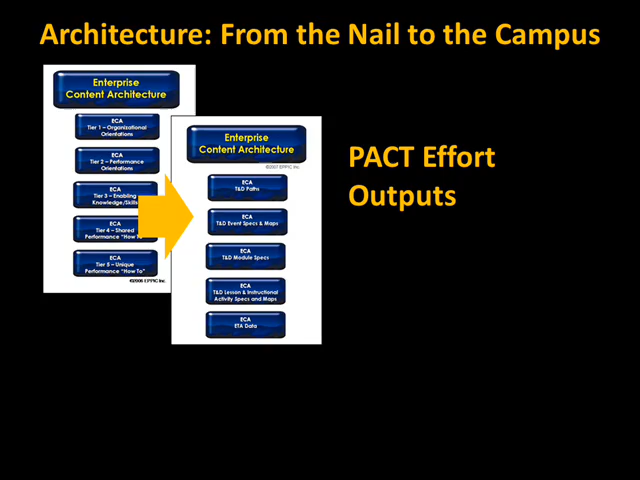 Architecture: From the Nail to the Campus
Enterprise
Content Architecture
ECA
Tier 1 – Organizational
Orientations
ECA
Tier 2 – Performance
Orientations
ECA
Tier 3 – Enabling
Knowledge/Skills
ECA
Tier 4 – Shared
Performance "How To"
ECA
Tier 5 – Unique
Performance "How To"
©2006 EPPIC Inc.
Enterprise
Content Architecture
©2007 EPPIC Inc.
ECA
T&D Paths
ECA
T&D Event Specs & Maps
ECA
T&D Module Specs
ECA
T&D Lesson & Instructional
Activity Specs and Maps
ECA
ETA Data
PACT Effort
Outputs